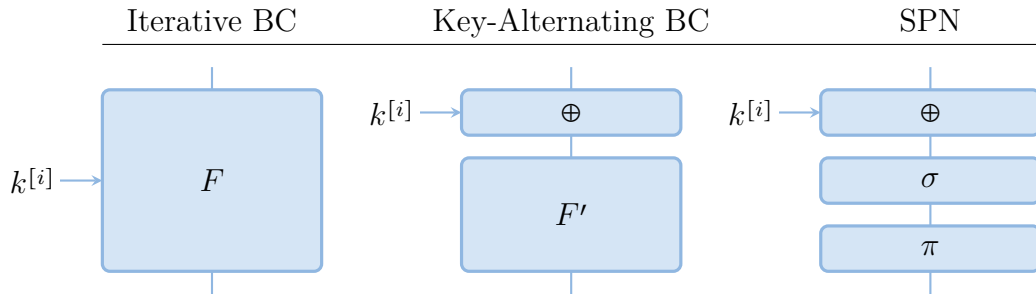 Iterative BC Key-Alternating BC SPN
k^{[i]} ⊕ k^{[i]} ⊕
k^{[i]} F F′ σ
π